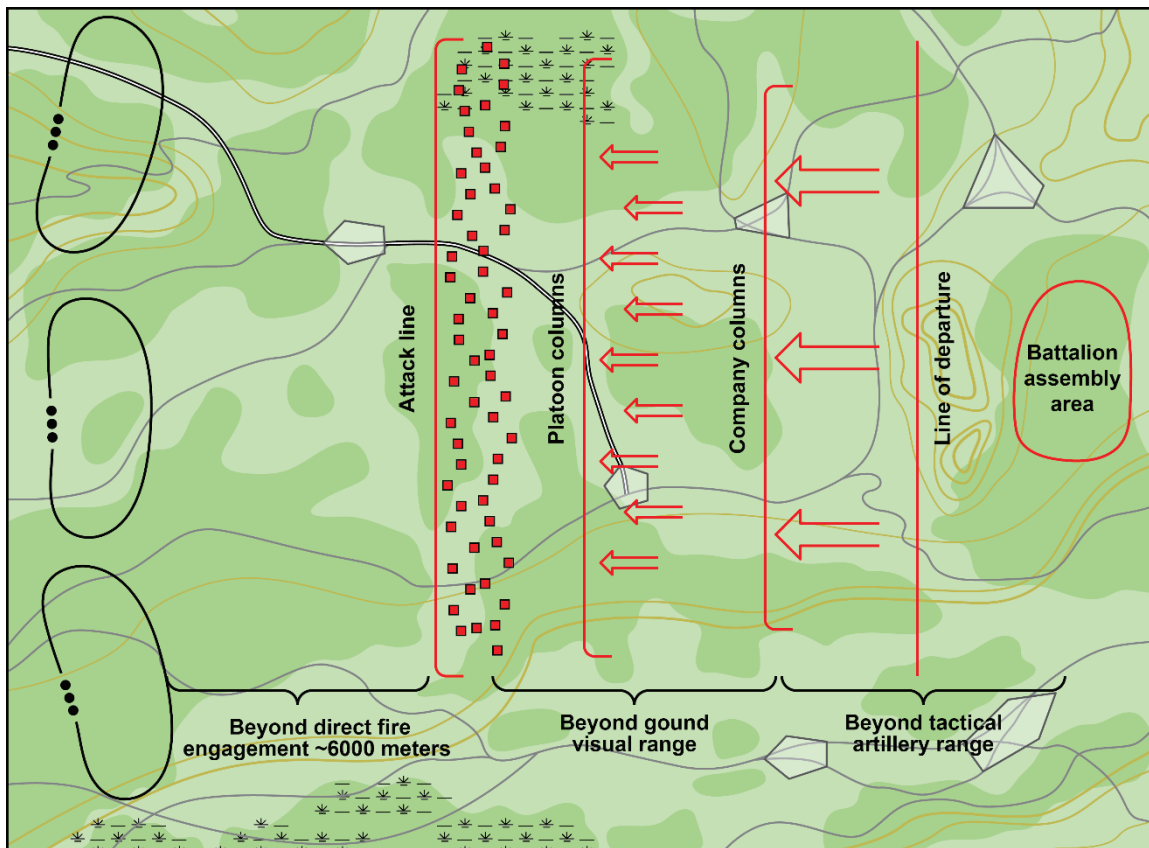 Attack line
Platoon columns
Company columns
Line of departure
Battalion
assembly
area
Beyond direct fire
engagement ~6000 meters
Beyond gound
visual range
Beyond tactical
artillery range